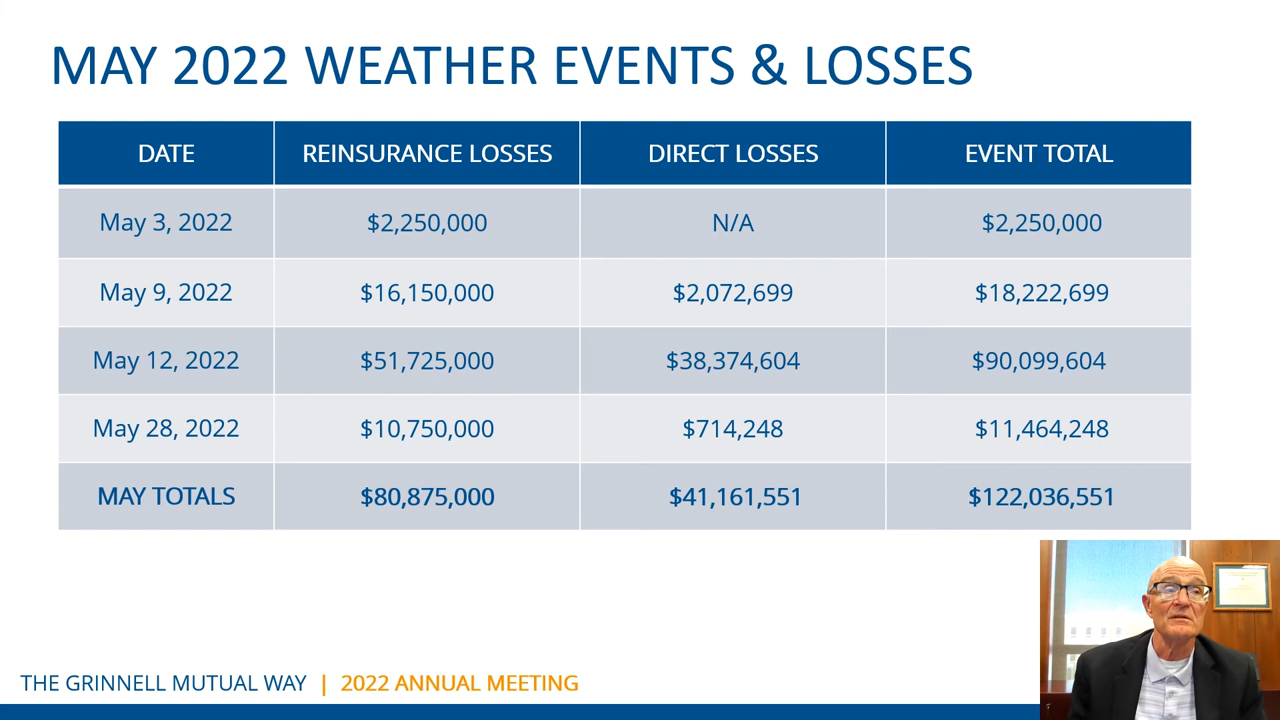 MAY 2022 WEATHER EVENTS & LOSSES
DATE REINSURANCE LOSSES DIRECT LOSSES EVENT TOTAL
May 3, 2022 $2,250,000 N/A $2,250,000
May 9, 2022 $16,150,000 $2,072,699 $18,222,699
May 12, 2022 $51,725,000 $38,374,604 $90,099,604
May 28, 2022 $10,750,000 $714,248 $11,464,248
MAY TOTALS $80,875,000 $41,161,551 $122,036,551
THE GRINNELL MUTUAL WAY | 2022 ANNUAL MEETING